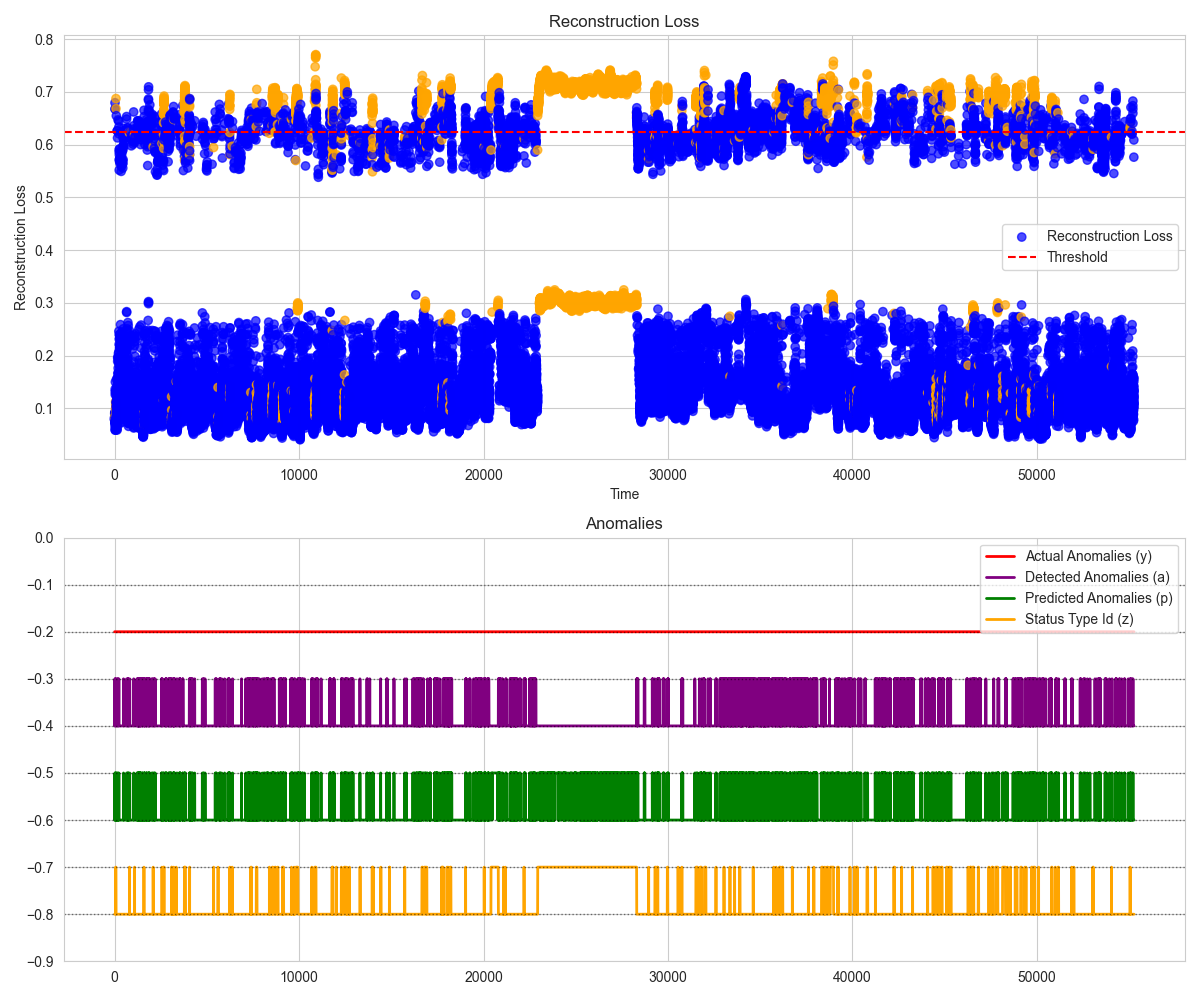 Reconstruction Loss
0.8
0.7
0.6
0.5
0.4
0.3
0.2
0.1
Reconstruction Loss
Reconstruction Loss
Threshold
0 10000 20000 30000 40000 50000
Time
Anomalies
0.0
−0.1
−0.2
−0.3
−0.4
−0.5
−0.6
−0.7
−0.8
−0.9
Actual Anomalies (y)
Detected Anomalies (a)
Predicted Anomalies (p)
Status Type Id (z)
0 10000 20000 30000 40000 50000